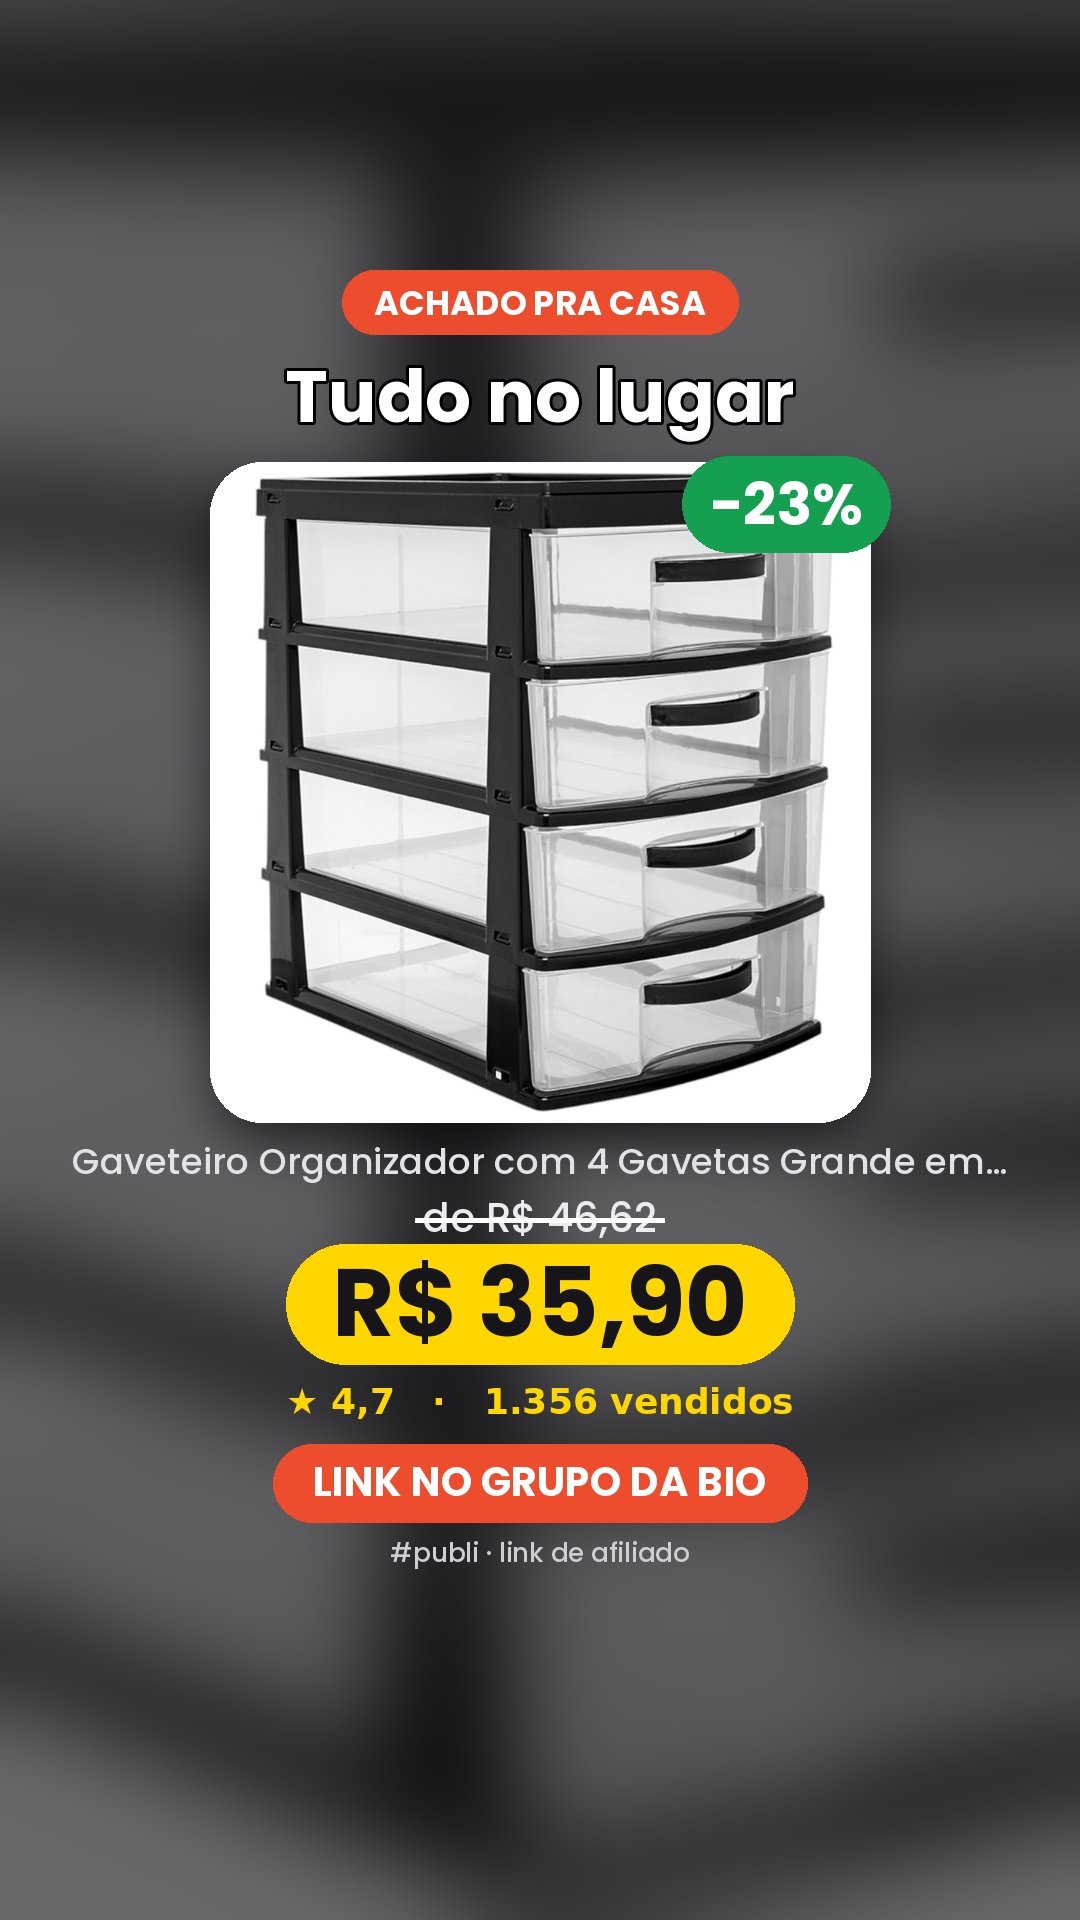 ACHADO PRA CASA
Tudo no lugar
-23%
Gaveteiro Organizador com 4 Gavetas Grande em...
de R$ 46,62
R$ 35,90
★ 4,7 · 1.356 vendidos
LINK NO GRUPO DA BIO
#publi · link de afiliado